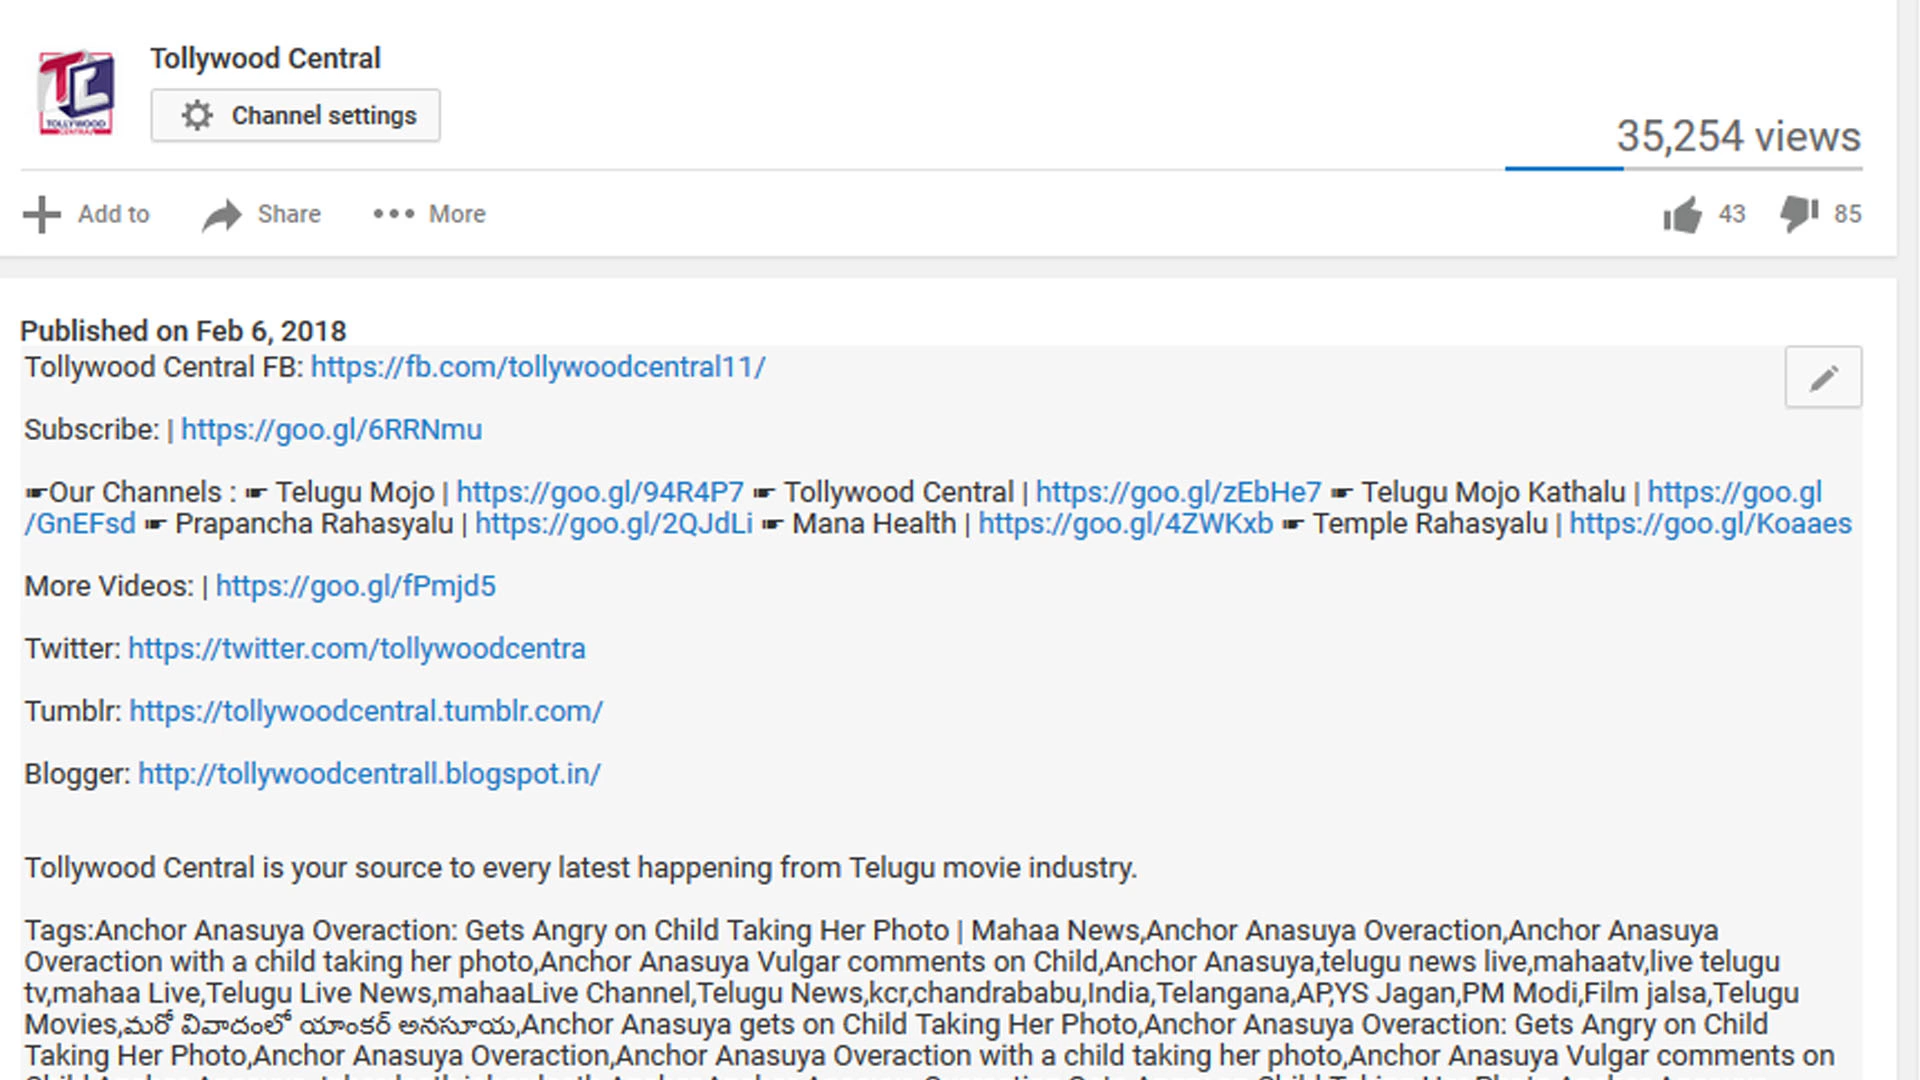 TOLLYWOOD
CENTRAL
Tollywood Central
Channel settings
35,254 views
Add to
Share
More
43
85
Published on Feb 6, 2018
Tollywood Central FB: https://fb.com/tollywoodcentral11/
Subscribe: | https://goo.gl/6RRNmu
☛Our Channels : ☛ Telugu Mojo | https://goo.gl/94R4P7 ☛ Tollywood Central | https://goo.gl/zEbHe7 ☛ Telugu Mojo Kathalu | https://goo.gl
/GnEFsd ☛ Prapancha Rahasyalu | https://goo.gl/2QJdLi ☛ Mana Health | https://goo.gl/4ZWKxb ☛ Temple Rahasyalu | https://goo.gl/Koaaes
More Videos: | https://goo.gl/fPmjd5
Twitter: https://twitter.com/tollywoodcentra
Tumblr: https://tollywoodcentral.tumblr.com/
Blogger: http://tollywoodcentrall.blogspot.in/
Tollywood Central is your source to every latest happening from Telugu movie industry.
Tags:Anchor Anasuya Overaction: Gets Angry on Child Taking Her Photo | Mahaa News,Anchor Anasuya Overaction,Anchor Anasuya
Overaction with a child taking her photo,Anchor Anasuya Vulgar comments on Child,Anchor Anasuya,telugu news live,mahaatv,live telugu
tv,mahaa Live,Telugu Live News,mahaaLive Channel,Telugu News,kcr,chandrababu,India,Telangana,AP,YS Jagan,PM Modi,Film jalsa,Telugu
Movies,మరో వివాదంలో యాంకర్ అనసూయ,Anchor Anasuya gets on Child Taking Her Photo,Anchor Anasuya Overaction: Gets Angry on Child
Taking Her Photo,Anchor Anasuya Overaction,Anchor Anasuya Overaction with a child taking her photo,Anchor Anasuya Vulgar comments on